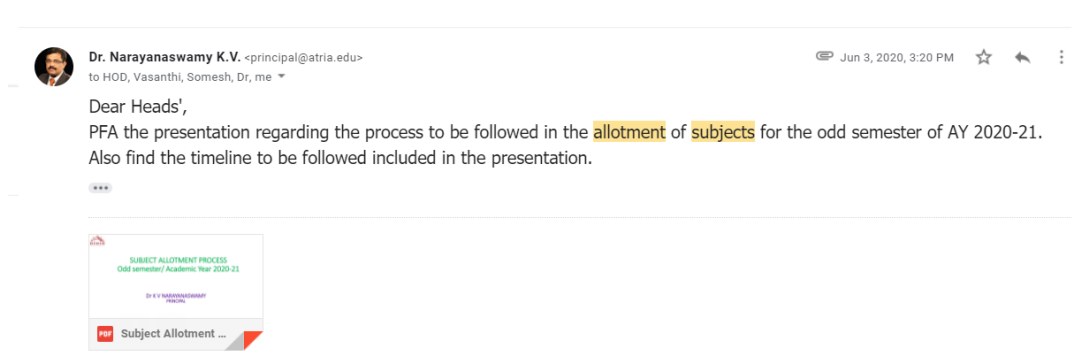 Dr. Narayanaswamy K.V. <principal@atria.edu>
Jun 3, 2020, 3:20 PM
to HOD, Vasanthi, Somesh, Dr, me
Dear Heads',
PFA the presentation regarding the process to be followed in the allotment of subjects for the odd semester of AY 2020-21.
Also find the timeline to be followed included in the presentation.
SUBJECT ALLOTMENT PROCESS
Odd semester/ Academic Year 2020-21
Dr K V NARAYANASWAMY
PRINCIPAL
PDF Subject Allotment ...